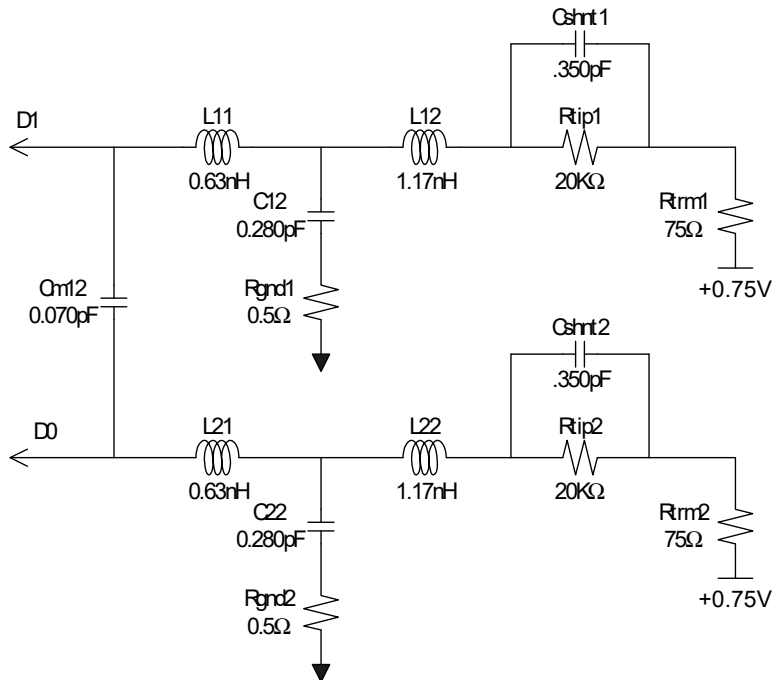 Cshnt1
.350pF
D1
L11
L12
Rtip1
0.63nH
1.17nH
20KΩ
C12
0.280pF
Rtrm1
75Ω
Cm12
0.070pF
Rgnd1
0.5Ω
+0.75V
Cshnt2
.350pF
D0
L21
L22
Rtip2
0.63nH
1.17nH
20KΩ
C22
0.280pF
Rtrm2
75Ω
Rgnd2
0.5Ω
+0.75V